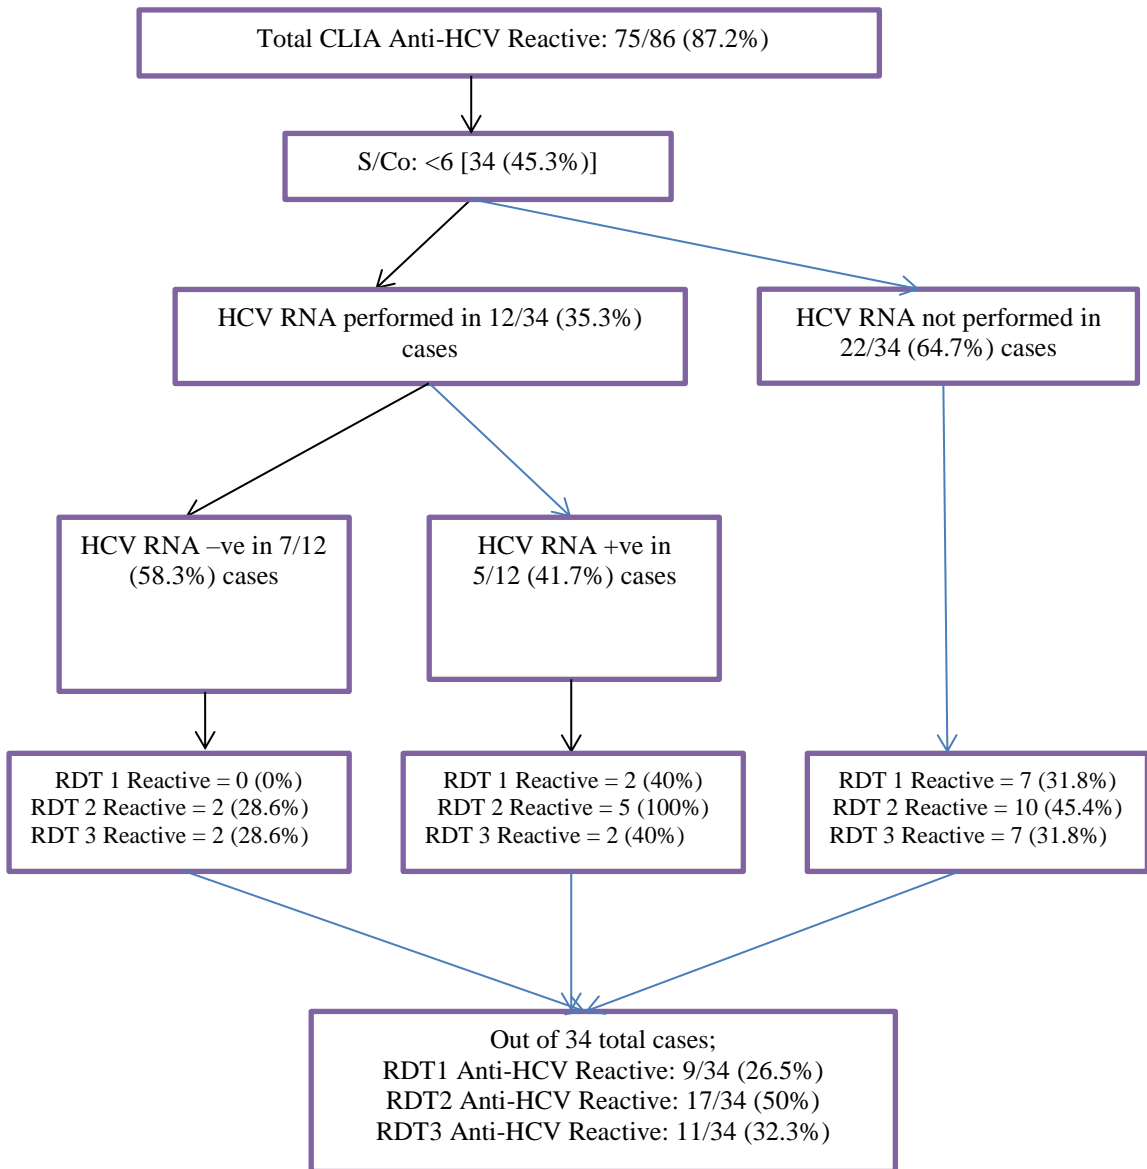 Total CLIA Anti-HCV Reactive: 75/86 (87.2%)
S/Co: <6 [34 (45.3%)]
HCV RNA performed in 12/34 (35.3%)
cases
HCV RNA not performed in
22/34 (64.7%) cases
HCV RNA –ve in 7/12
(58.3%) cases
HCV RNA +ve in
5/12 (41.7%) cases
RDT 1 Reactive = 0 (0%)
RDT 2 Reactive = 2 (28.6%)
RDT 3 Reactive = 2 (28.6%)
RDT 1 Reactive = 2 (40%)
RDT 2 Reactive = 5 (100%)
RDT 3 Reactive = 2 (40%)
RDT 1 Reactive = 7 (31.8%)
RDT 2 Reactive = 10 (45.4%)
RDT 3 Reactive = 7 (31.8%)
Out of 34 total cases;
RDT1 Anti-HCV Reactive: 9/34 (26.5%)
RDT2 Anti-HCV Reactive: 17/34 (50%)
RDT3 Anti-HCV Reactive: 11/34 (32.3%)